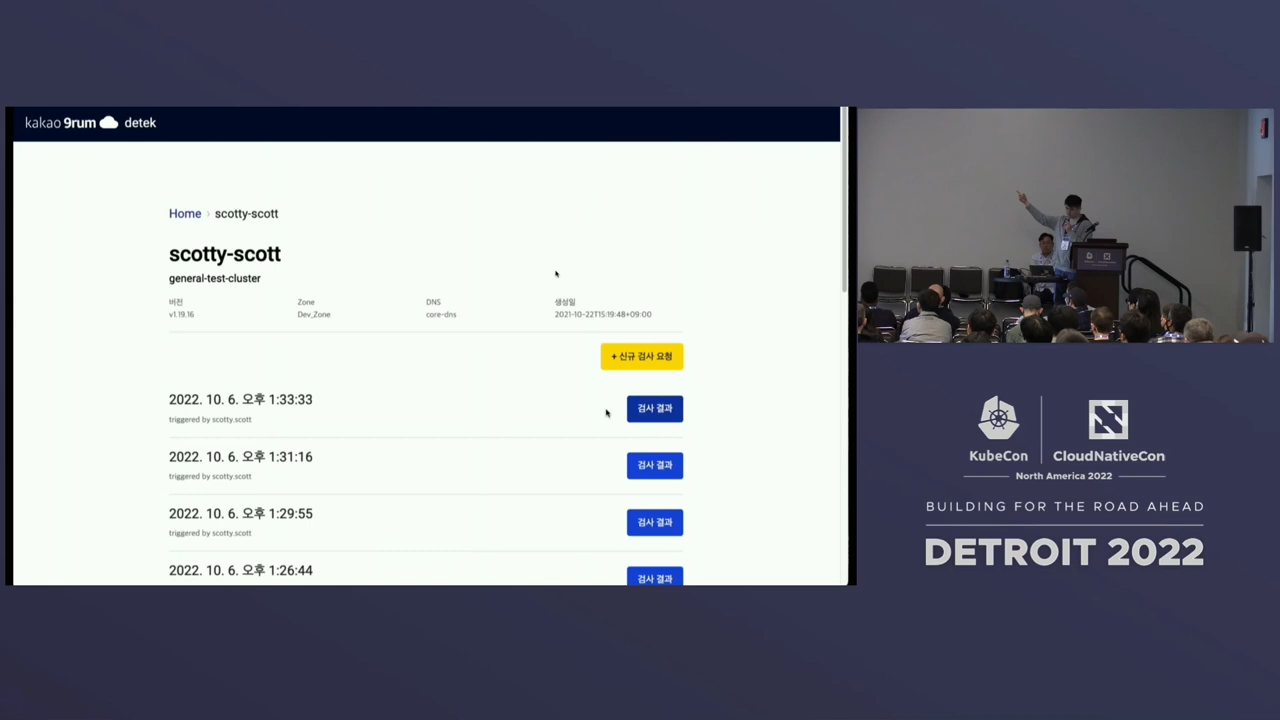 kakao 9rum detek
Home › scotty-scott
scotty-scott
general-test-cluster
버전 Zone DNS 생성일
v1.19.16 Dev_Zone core-dns 2021-10-22T15:19:48+09:00
+ 신규 검사 요청
2022. 10. 6. 오후 1:33:33
검사 결과
triggered by scotty.scott
2022. 10. 6. 오후 1:31:16
검사 결과
triggered by scotty.scott
2022. 10. 6. 오후 1:29:55
검사 결과
triggered by scotty.scott
2022. 10. 6. 오후 1:26:44
검사 결과
KubeCon CloudNativeCon
North America 2022
BUILDING FOR THE ROAD AHEAD
DETROIT 2022